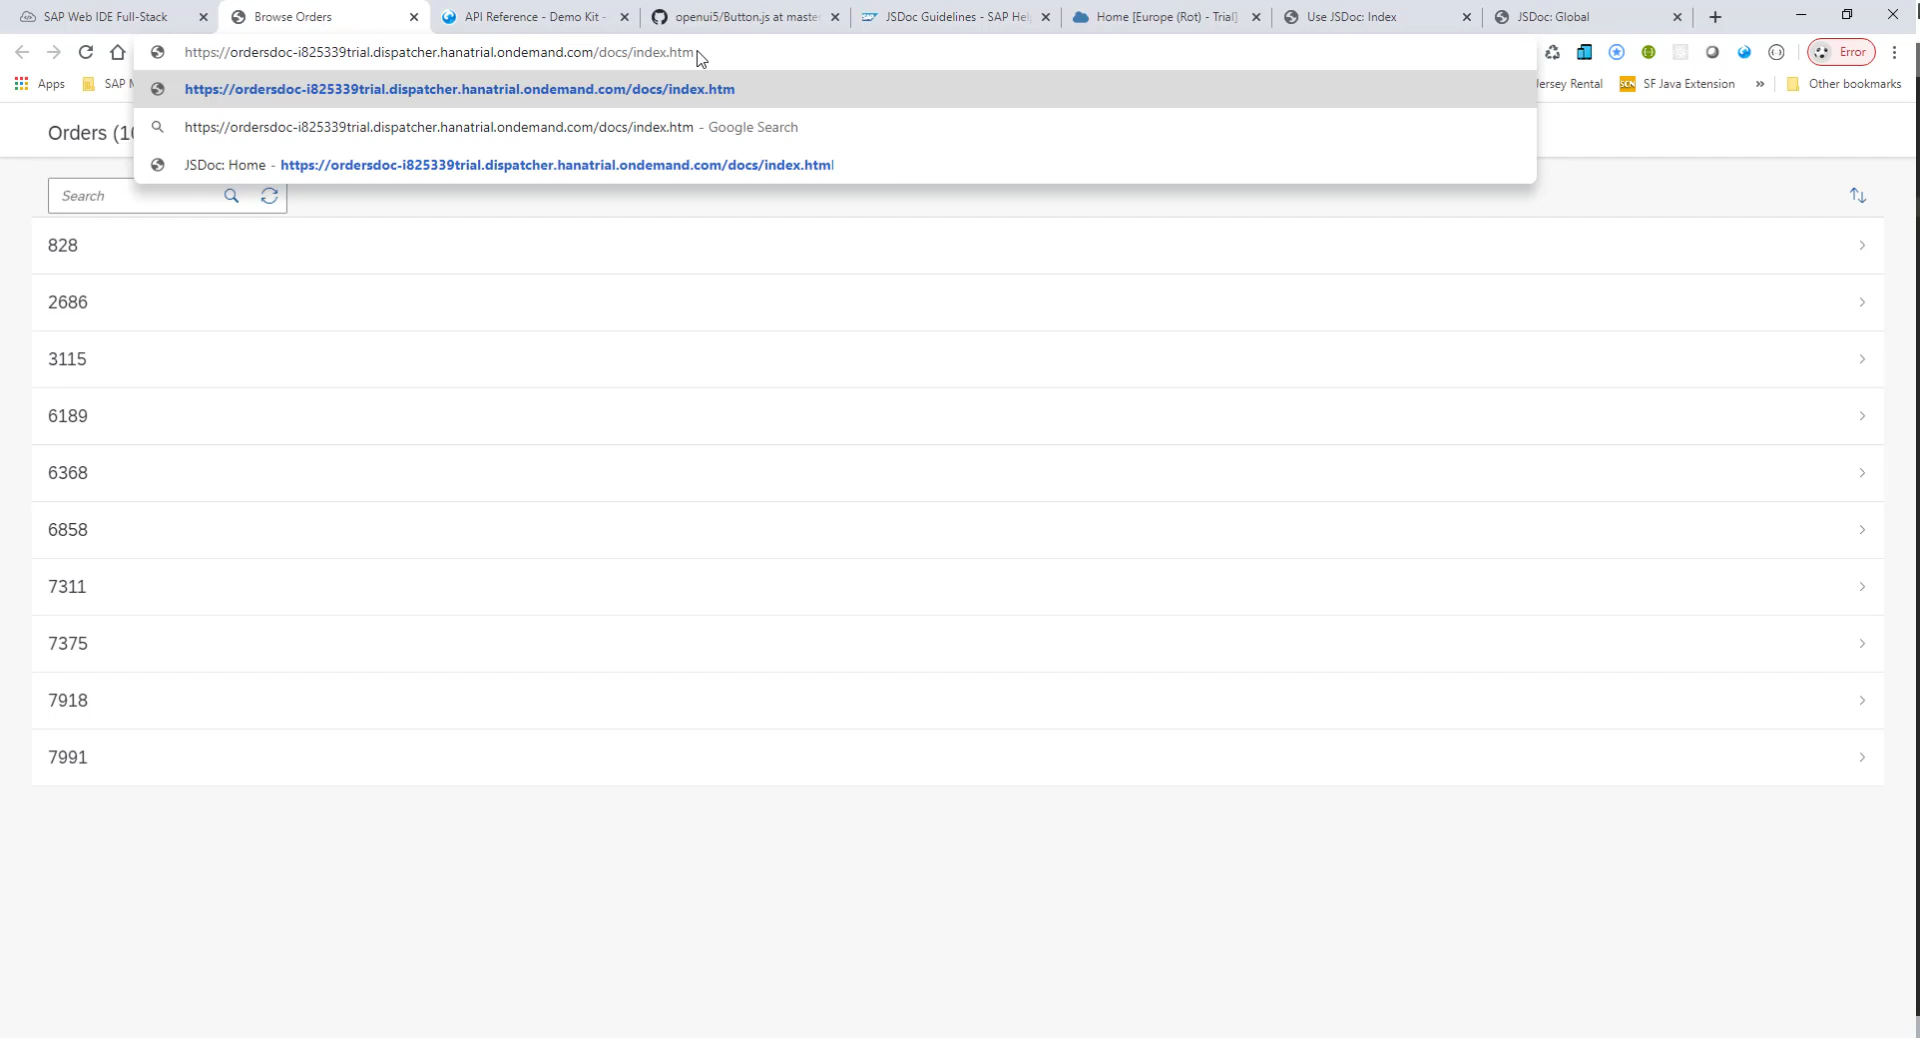 SAP Web IDE Full-Stack
Browse Orders
API Reference - Demo Kit -
openui5/Button.js at maste
JSDoc Guidelines - SAP Hel
Home [Europe (Rot) - Trial]
Use JSDoc: Index
JSDoc: Global
https://ordersdoc-i825339trial.dispatcher.hanatrial.ondemand.com/docs/index.htm
Error
https://ordersdoc-i825339trial.dispatcher.hanatrial.ondemand.com/docs/index.htm
Apps
SAP
Jersey Rental
SCN
SF Java Extension
»
Other bookmarks
https://ordersdoc-i825339trial.dispatcher.hanatrial.ondemand.com/docs/index.htm - Google Search
Orders (10
JSDoc: Home - https://ordersdoc-i825339trial.dispatcher.hanatrial.ondemand.com/docs/index.html
Search
828
2686
3115
6189
6368
6858
7311
7375
7918
7991